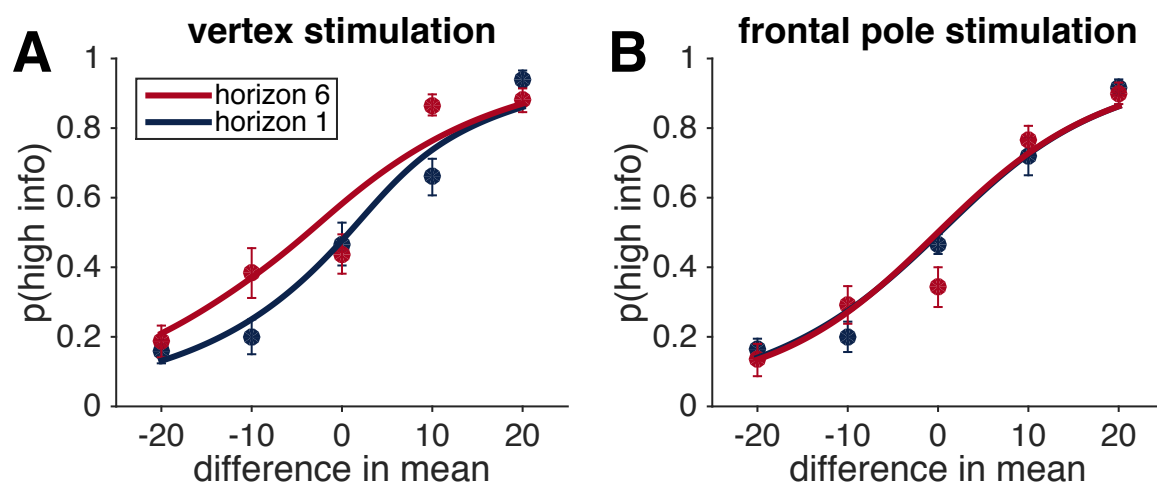 A
vertex stimulation
1
0.8
0.6
0.4
0.2
0
p(high info)
horizon 6
horizon 1
-20 -10 0 10 20
difference in mean
B
frontal pole stimulation
1
0.8
0.6
0.4
0.2
0
p(high info)
-20 -10 0 10 20
difference in mean